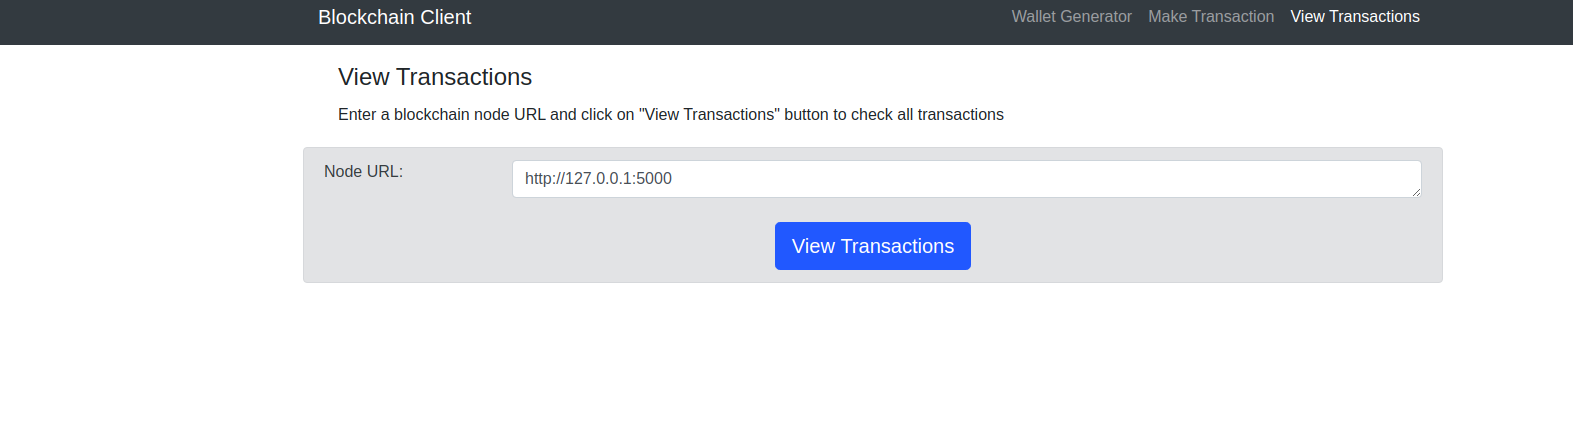 Blockchain Client
Wallet Generator Make Transaction View Transactions
View Transactions
Enter a blockchain node URL and click on "View Transactions" button to check all transactions
Node URL:
http://127.0.0.1:5000
View Transactions